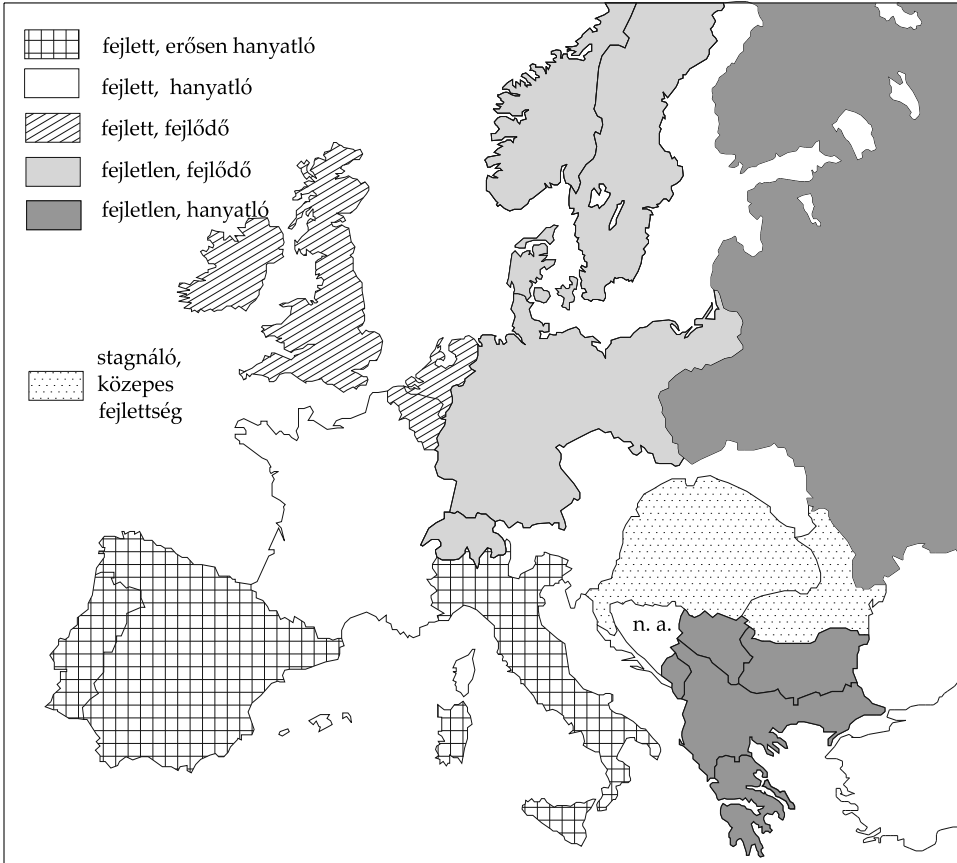 fejlett, erősen hanyatló
fejlett, hanyatló
fejlett, fejlődő
fejletlen, fejlődő
fejletlen, hanyatló
stagnáló,
közepes
fejlettség
n. a.